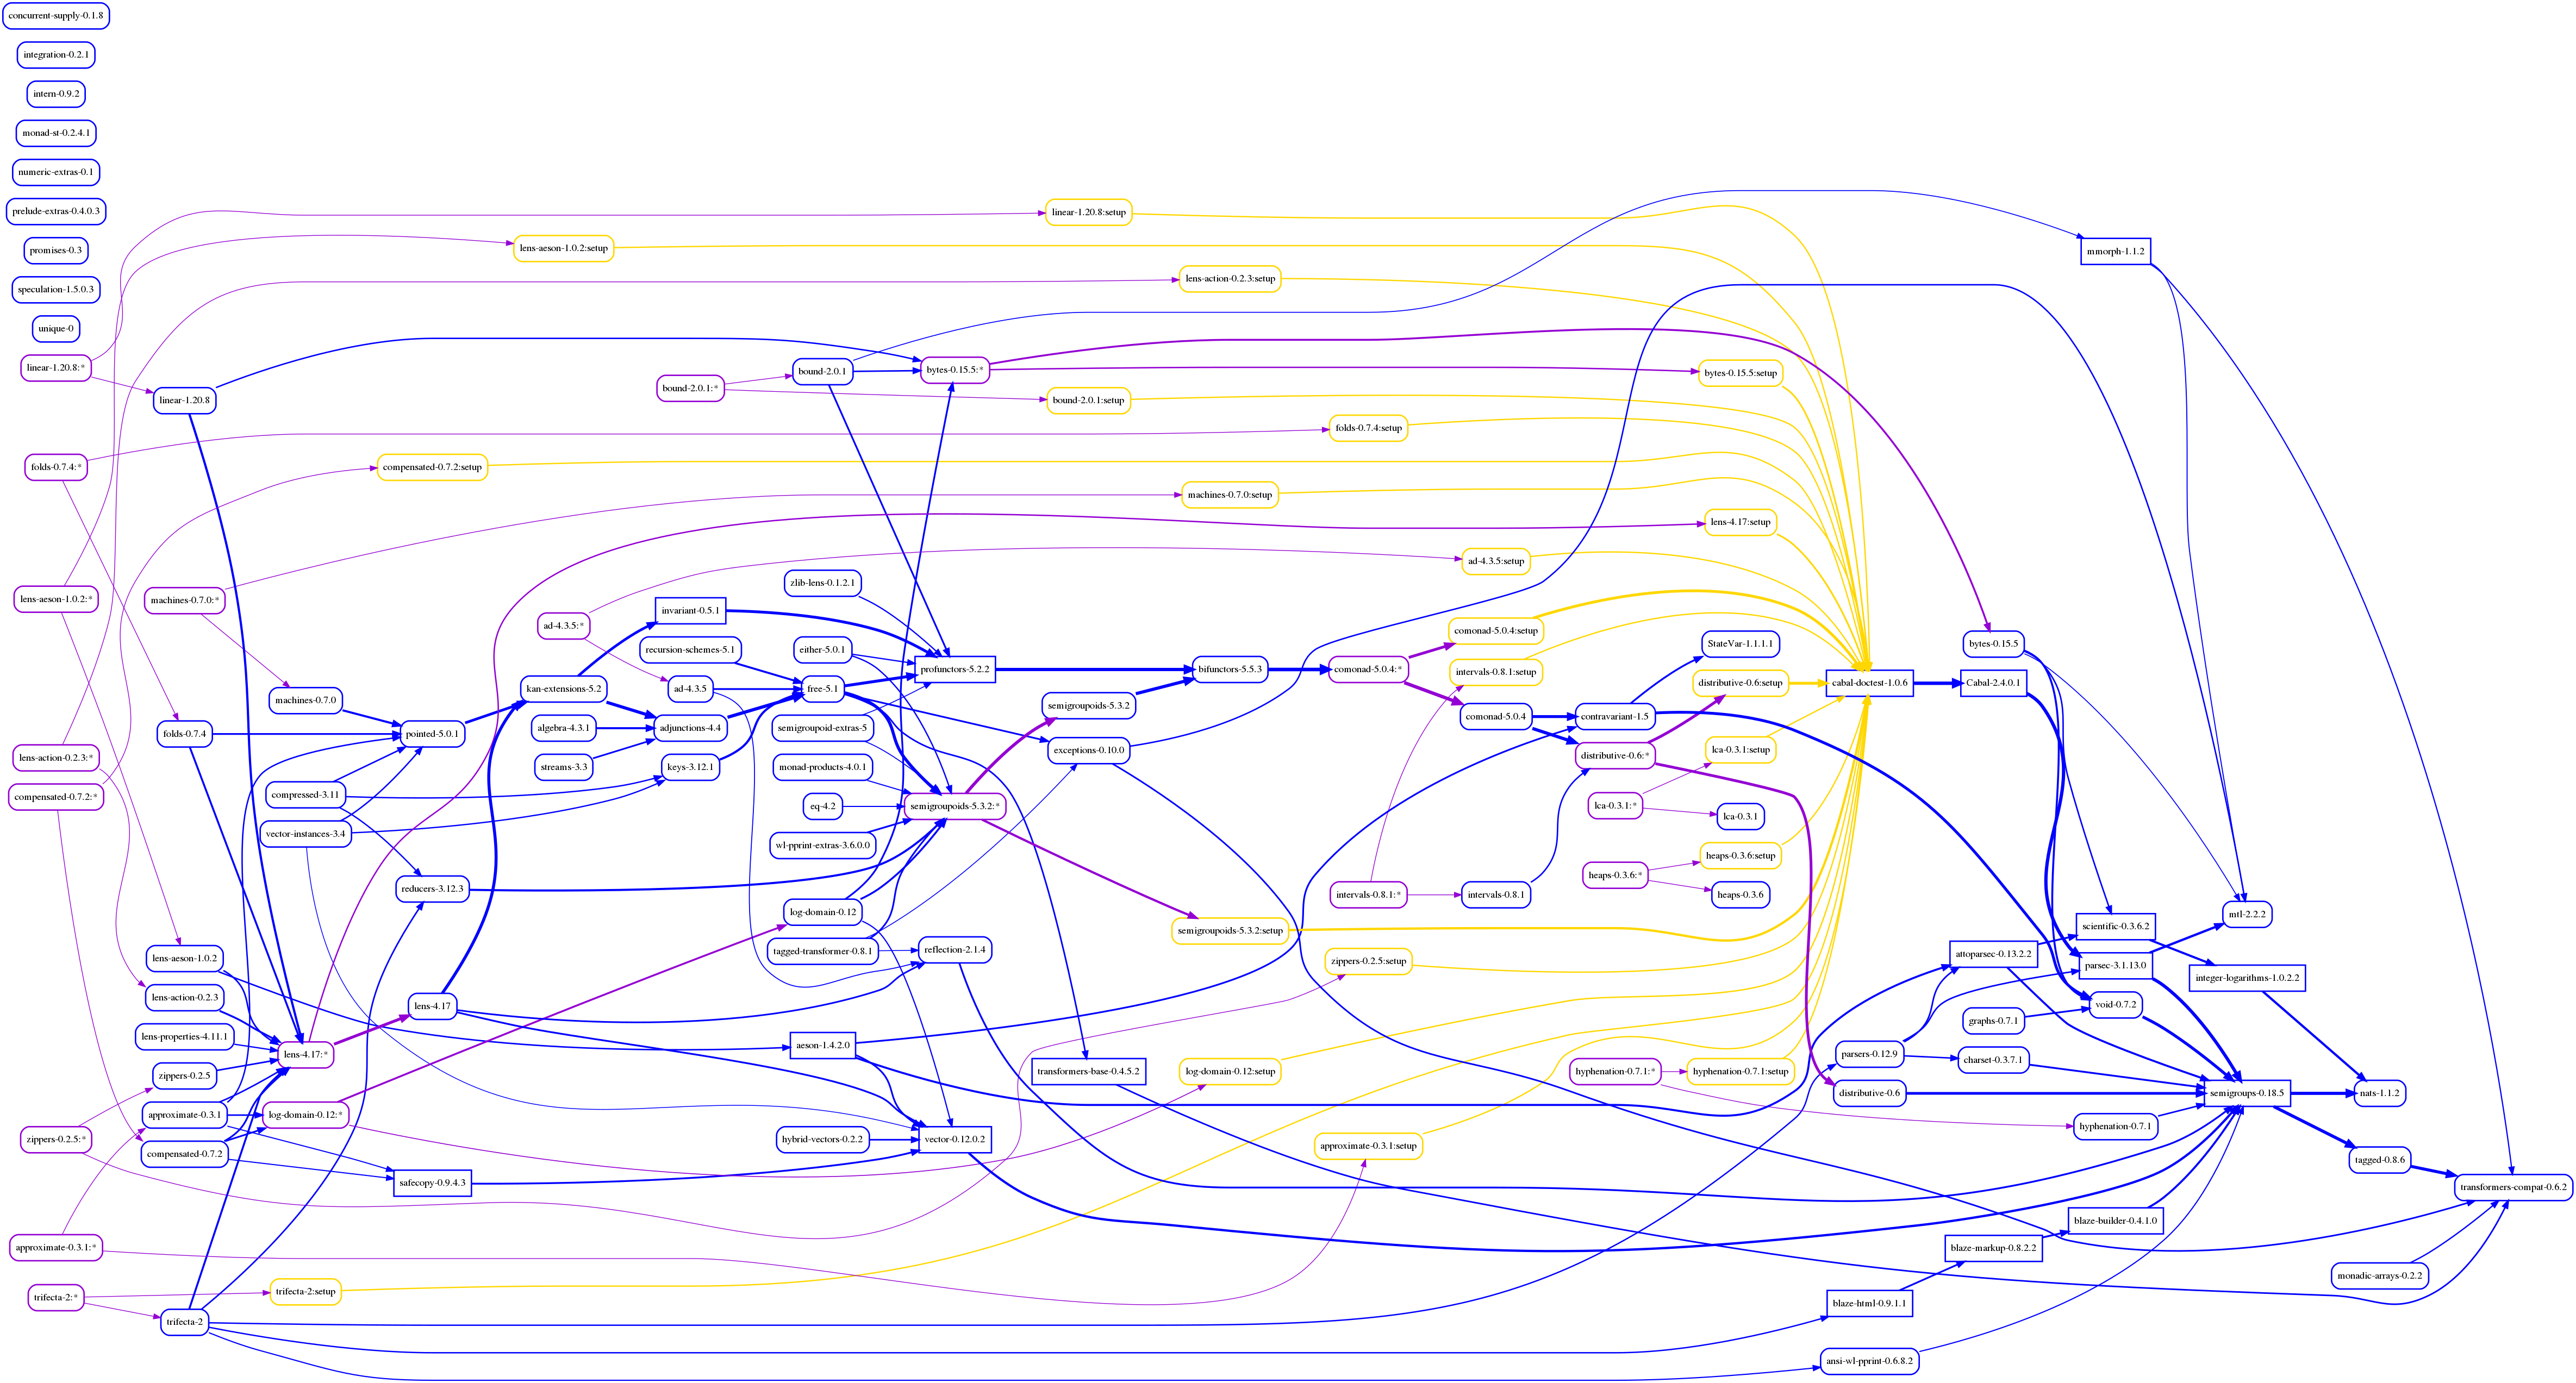 concurrent-supply-0.1.8
integration-0.2.1
intern-0.9.2
monad-st-0.2.4.1
numeric-extras-0.1
prelude-extras-0.4.0.3
promises-0.3
speculation-1.5.0.3
unique-0
linear-1.20.8:*
folds-0.7.4:*
lens-aeson-1.0.2:*
lens-action-0.2.3:*
compensated-0.7.2:*
zippers-0.2.5:*
approximate-0.3.1:*
trifecta-2:*
linear-1.20.8
machines-0.7.0:*
folds-0.7.4
lens-aeson-1.0.2
lens-action-0.2.3
lens-properties-4.11.1
zippers-0.2.5
approximate-0.3.1
compensated-0.7.2
trifecta-2
machines-0.7.0
compressed-3.11
vector-instances-3.4
lens-4.17:*
log-domain-0.12:*
trifecta-2:setup
compensated-0.7.2:setup
pointed-5.0.1
reducers-3.12.3
lens-4.17
safecopy-0.9.4.3
lens-aeson-1.0.2:setup
ad-4.3.5:*
kan-extensions-5.2
algebra-4.3.1
streams-3.3
bound-2.0.1:*
invariant-0.5.1
recursion-schemes-5.1
ad-4.3.5
adjunctions-4.4
keys-3.12.1
bound-2.0.1
zlib-lens-0.1.2.1
either-5.0.1
free-5.1
semigroupoid-extras-5
monad-products-4.0.1
eq-4.2
wl-pprint-extras-3.6.0.0
log-domain-0.12
tagged-transformer-0.8.1
aeson-1.4.2.0
hybrid-vectors-0.2.2
bytes-0.15.5:*
profunctors-5.2.2
semigroupoids-5.3.2:*
reflection-2.1.4
vector-0.12.0.2
linear-1.20.8:setup
bound-2.0.1:setup
semigroupoids-5.3.2
exceptions-0.10.0
transformers-base-0.4.5.2
lens-action-0.2.3:setup
machines-0.7.0:setup
bifunctors-5.5.3
semigroupoids-5.3.2:setup
log-domain-0.12:setup
folds-0.7.4:setup
comonad-5.0.4:*
intervals-0.8.1:*
zippers-0.2.5:setup
approximate-0.3.1:setup
ad-4.3.5:setup
comonad-5.0.4:setup
intervals-0.8.1:setup
comonad-5.0.4
intervals-0.8.1
contravariant-1.5
distributive-0.6:*
lca-0.3.1:*
heaps-0.3.6:*
hyphenation-0.7.1:*
bytes-0.15.5:setup
lens-4.17:setup
StateVar-1.1.1.1
distributive-0.6:setup
lca-0.3.1:setup
lca-0.3.1
heaps-0.3.6:setup
heaps-0.3.6
hyphenation-0.7.1:setup
cabal-doctest-1.0.6
parsers-0.12.9
distributive-0.6
blaze-html-0.9.1.1
ansi-wl-pprint-0.6.8.2
bytes-0.15.5
Cabal-2.4.0.1
attoparsec-0.13.2.2
graphs-0.7.1
charset-0.3.7.1
blaze-markup-0.8.2.2
mmorph-1.1.2
scientific-0.3.6.2
parsec-3.1.13.0
void-0.7.2
hyphenation-0.7.1
blaze-builder-0.4.1.0
mtl-2.2.2
integer-logarithms-1.0.2.2
semigroups-0.18.5
nats-1.1.2
tagged-0.8.6
monadic-arrays-0.2.2
transformers-compat-0.6.2